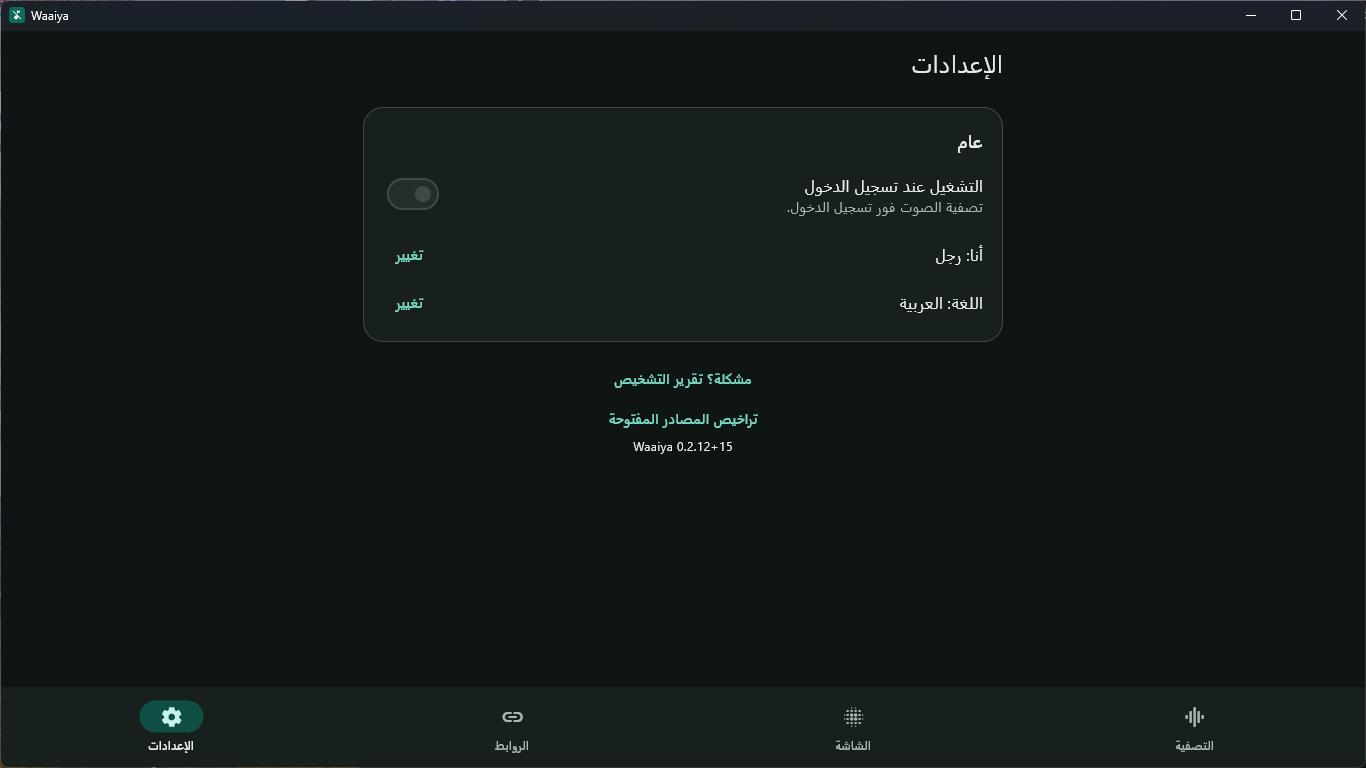 Waaiya
الإعدادات
عام
التشغيل عند تسجيل الدخول
تصفية الصوت فور تسجيل الدخول.
أنا: رجل
تغيير
اللغة: العربية
تغيير
مشكلة؟ تقرير التشخيص
تراخيص المصادر المفتوحة
Waaiya 0.2.12+15
التصفية
الشاشة
الروابط
الإعدادات